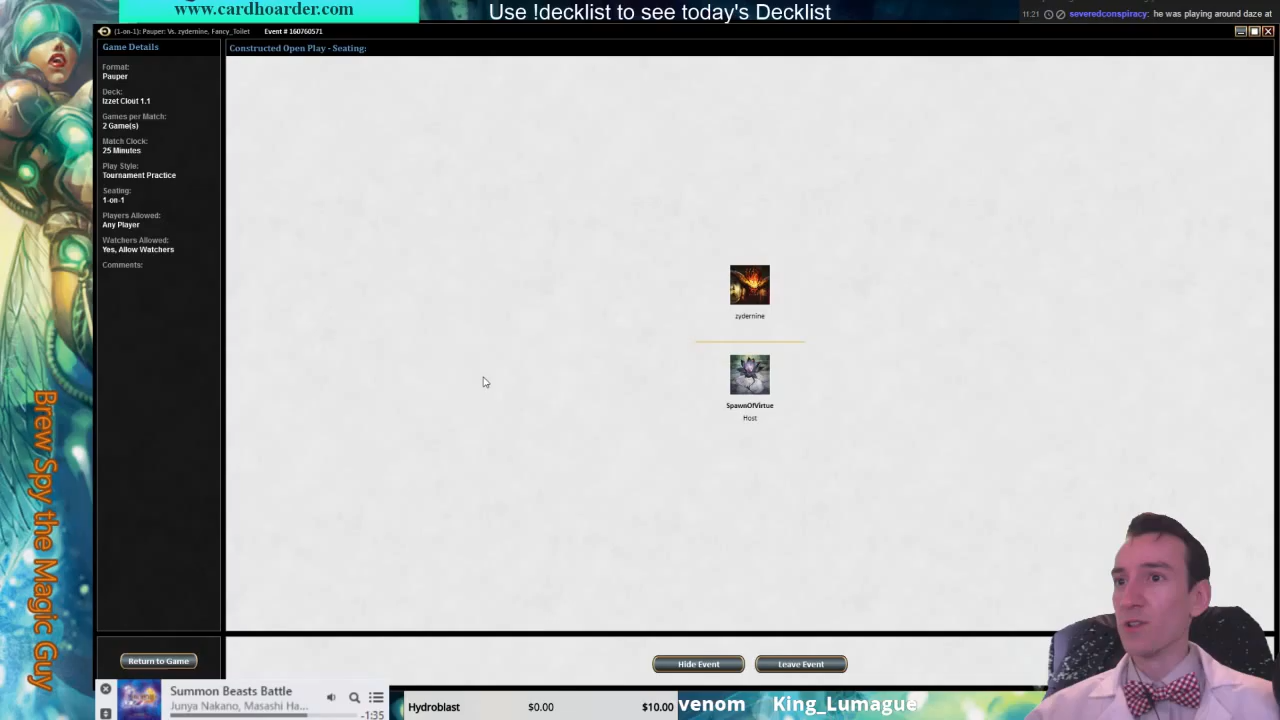 www.cardhoarder.com
Use !decklist to see today's Decklist
11:21 severedconspiracy: he was playing around daze at
(1-on-1): Pauper: Vs. zydernine, Fancy_Toilet Event # 160760571
Game Details
Constructed Open Play - Seating:
Format:
Pauper
Deck:
Izzet Clout 1.1
Games per Match:
2 Game(s)
Match Clock:
25 Minutes
Play Style:
Tournament Practice
Seating:
1-on-1
Players Allowed:
Any Player
Watchers Allowed:
Yes, Allow Watchers
Comments:
zydernine
SpawnOfVirtue
Host
Brew Spy the Magic Guy
Return to Game
Hide Event
Leave Event
Summon Beasts Battle
Junya Nakano, Masashi Ha...
-1:35
Hydroblast $0.00 $10.00
venom King_Lumague